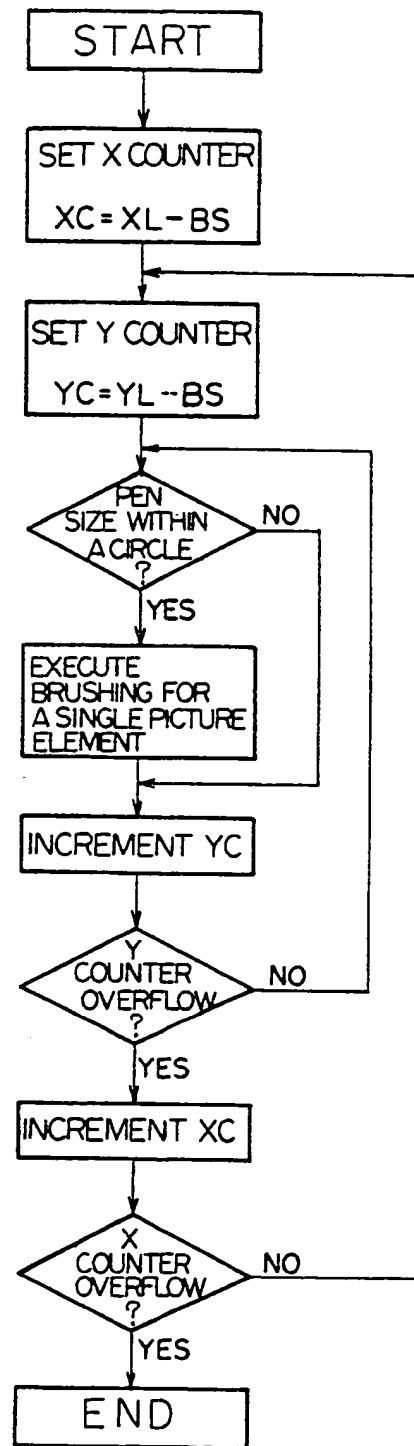 START
SET X COUNTER
XC=XL-BS
SET Y COUNTER
YC=YL--BS
PEN
SIZE WITHIN
A CIRCLE
?
NO
YES
EXECUTE
BRUSHING FOR
A SINGLE PICTURE
ELEMENT
INCREMENT YC
Y
COUNTER
OVERFLOW
?
NO
YES
INCREMENT XC
X
COUNTER
OVERFLOW
?
NO
YES
END